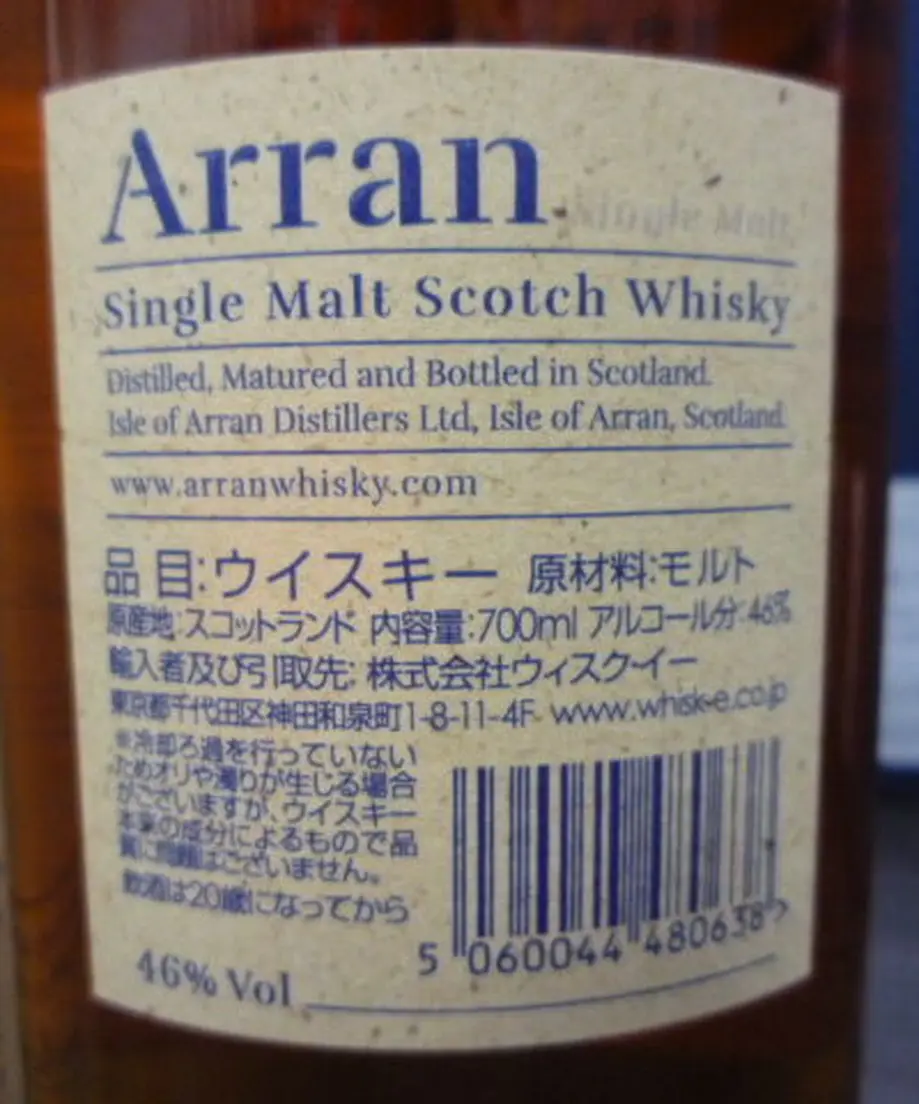 Arran
Single Malt
Single Malt Scotch Whisky
Distilled, Matured and Bottled in Scotland.
Isle of Arran Distillers Ltd, Isle of Arran, Scotland.
www.arranwhisky.com
品目:ウイスキー 原材料:モルト
原産地:スコットランド 内容量:700ml アルコール分:46%
輸入者及び引取先: 株式会社ウィスク・イー
東京都千代田区神田和泉町1-8-11-4F www.whisk-e.co.jp
※冷却ろ過を行っていない
ためオリや濁りが生じる場合
がございますが、ウイスキー
本来の成分によるもので品
質に問題はございません。
飲酒は20歳になってから
5 060044 480638 >
46% Vol